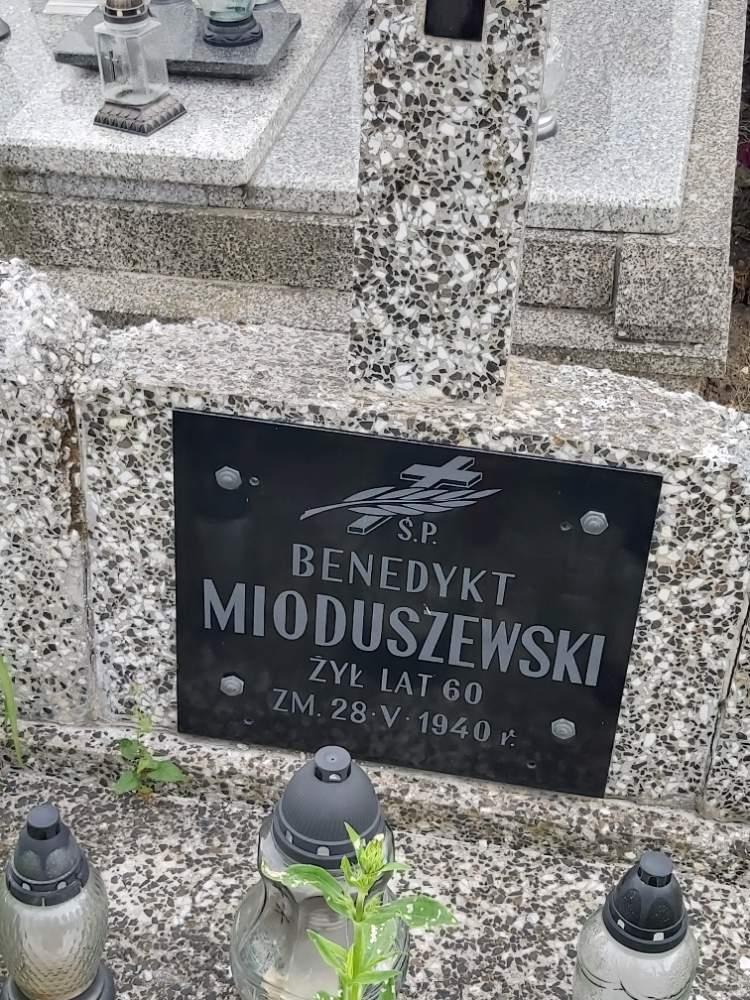 Ś.P.
BENEDYKT
MIODUSZEWSKI
ŻYŁ LAT 60
ZM. 28·V·1940 r.